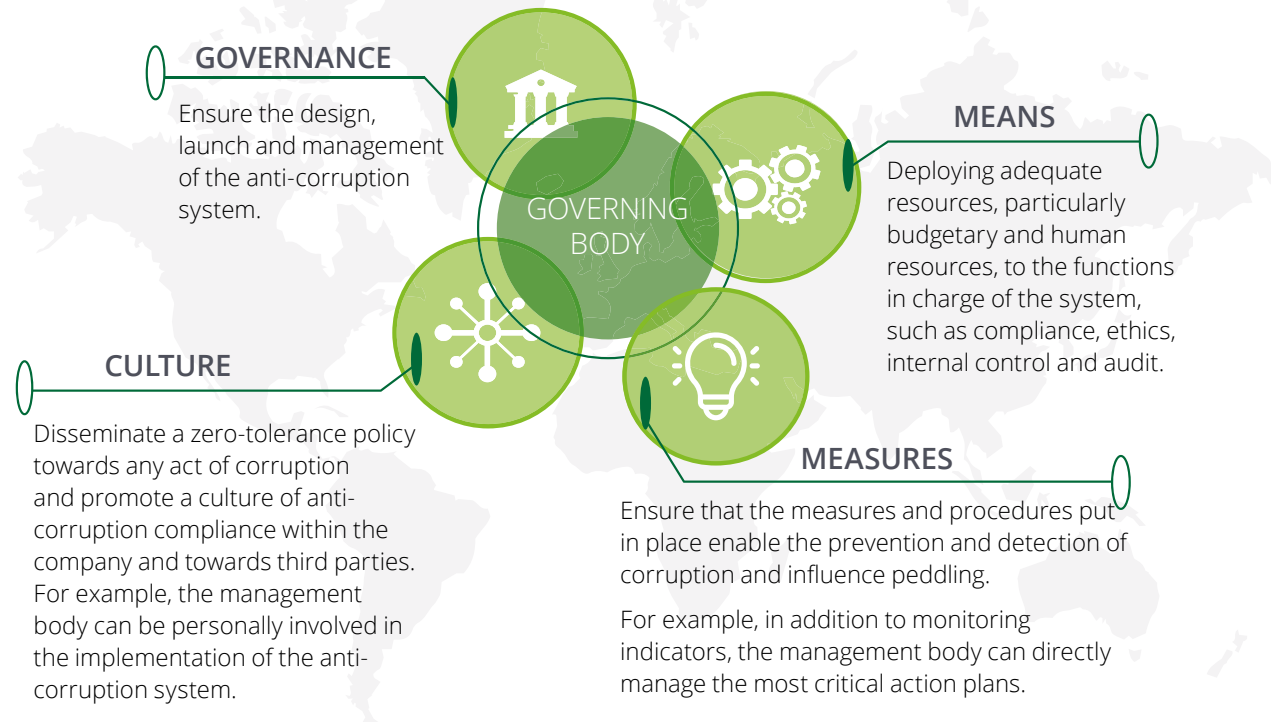 GOVERNANCE
Ensure the design,
launch and management
of the anti-corruption
system.
GOVERNING
BODY
MEANS
Deploying adequate
resources, particularly
budgetary and human
resources, to the functions
in charge of the system,
such as compliance, ethics,
internal control and audit.
CULTURE
Disseminate a zero-tolerance policy
towards any act of corruption
and promote a culture of anti-
corruption compliance within the
company and towards third parties.
For example, the management
body can be personally involved in
the implementation of the anti-
corruption system.
MEASURES
Ensure that the measures and procedures put
in place enable the prevention and detection of
corruption and influence peddling.
For example, in addition to monitoring
indicators, the management body can directly
manage the most critical action plans.